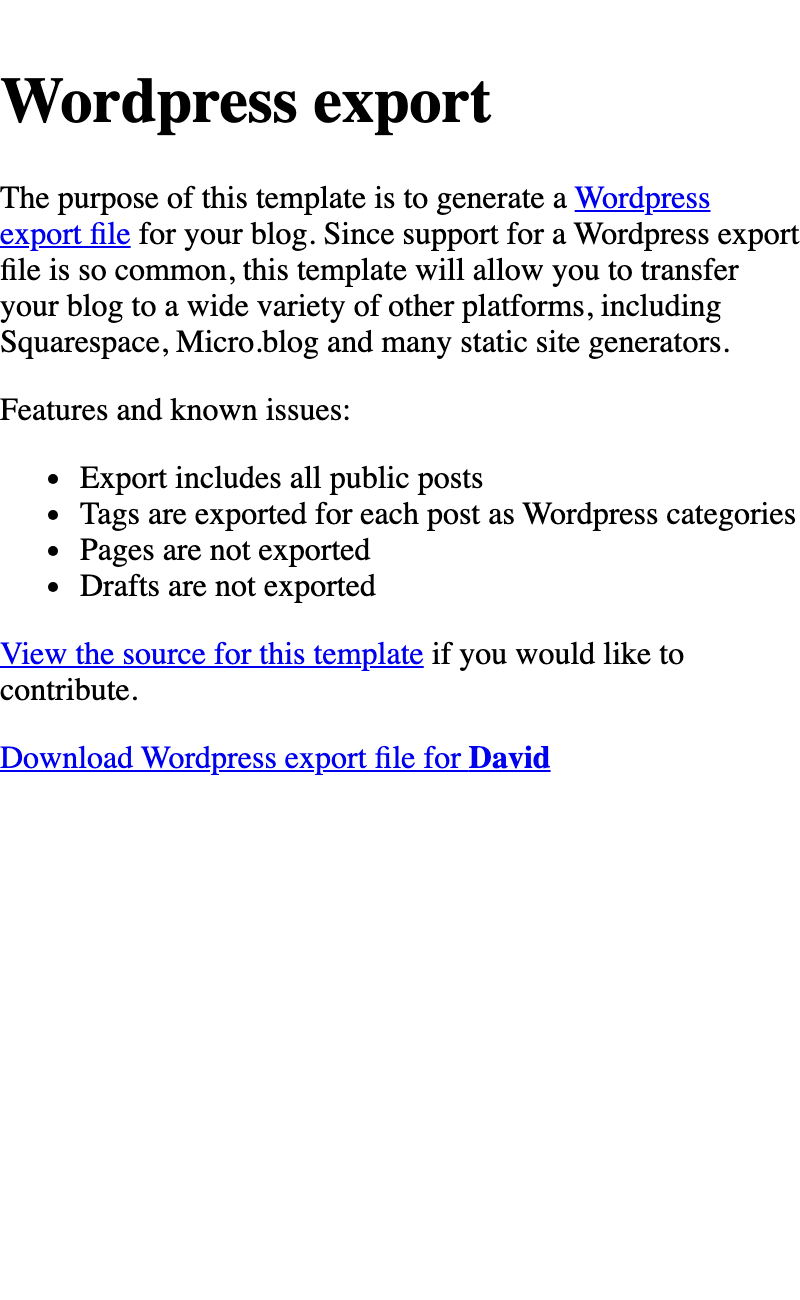 Wordpress export
The purpose of this template is to generate a Wordpress
export file for your blog. Since support for a Wordpress export
file is so common, this template will allow you to transfer
your blog to a wide variety of other platforms, including
Squarespace, Micro.blog and many static site generators.
Features and known issues:
• Export includes all public posts
• Tags are exported for each post as Wordpress categories
• Pages are not exported
• Drafts are not exported
View the source for this template if you would like to
contribute.
Download Wordpress export file for David